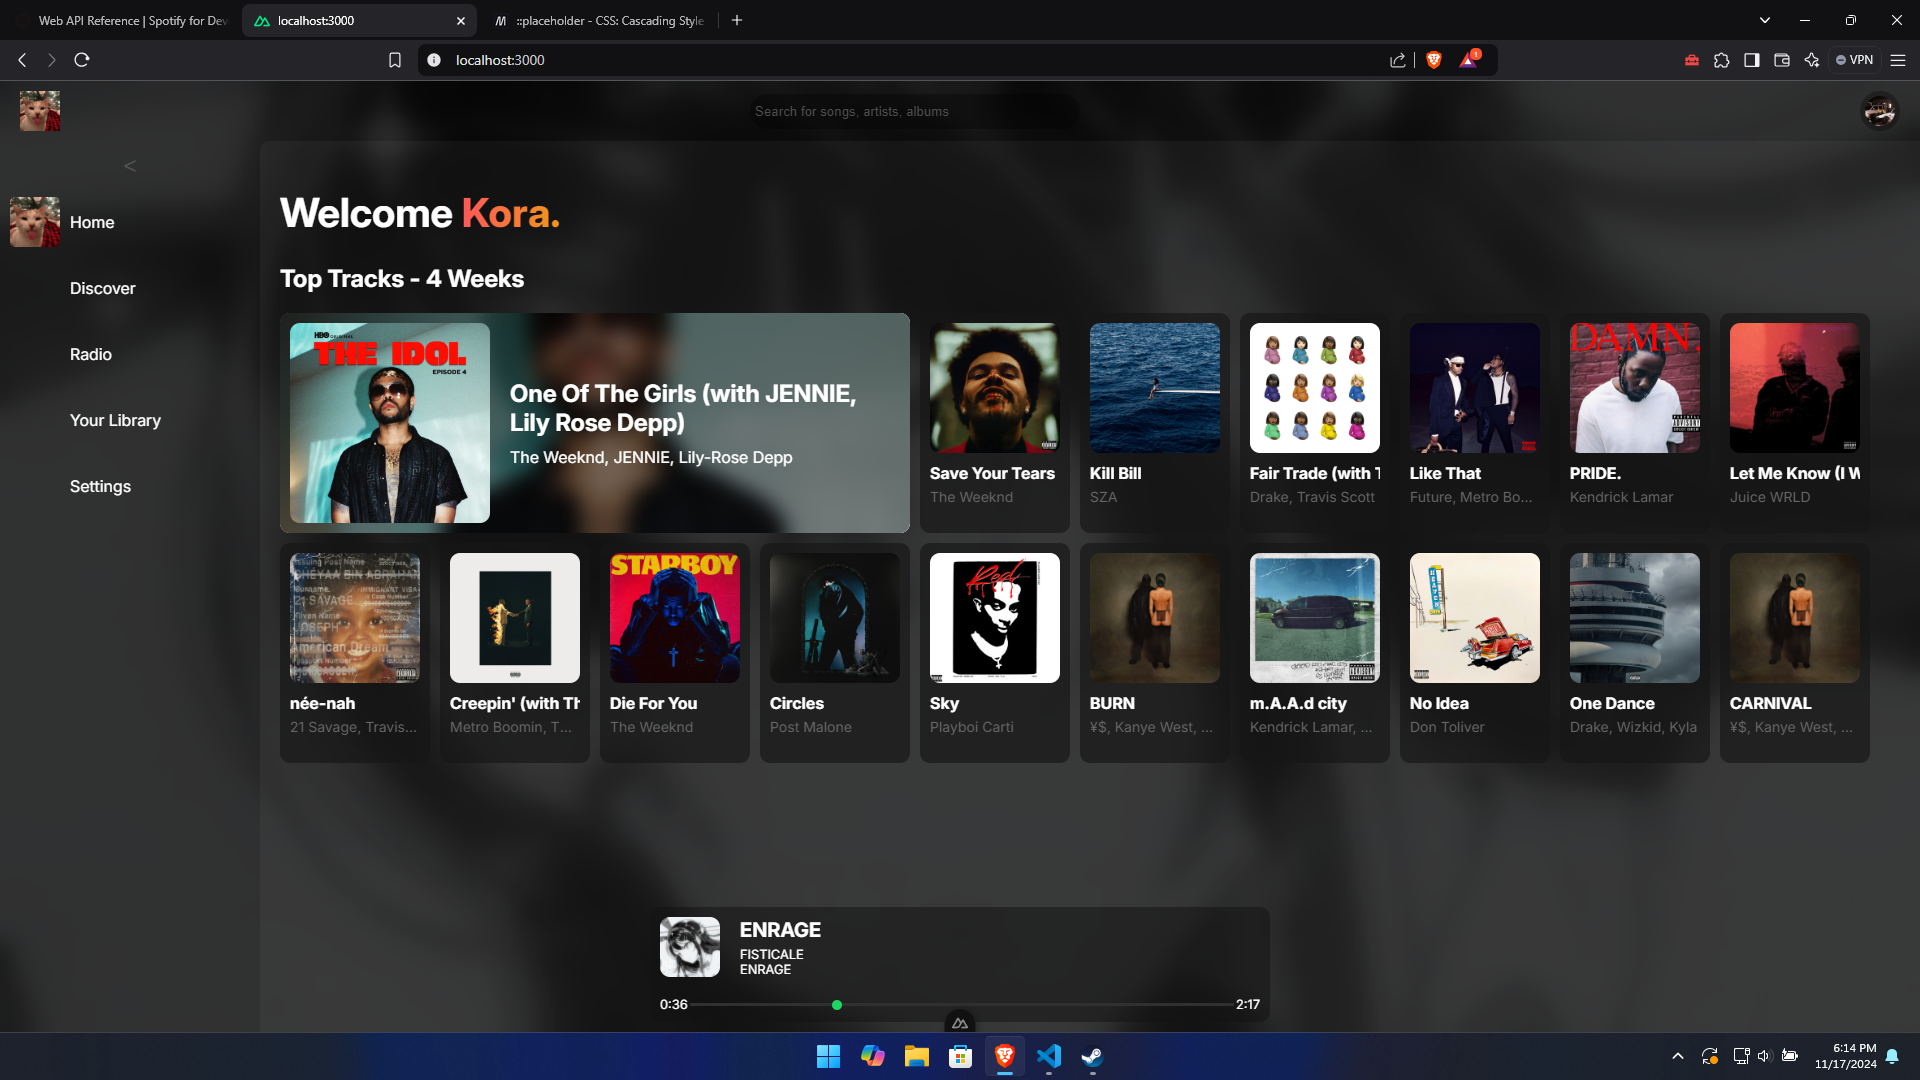 Web API Reference | Spotify for Dev
localhost:3000
::placeholder - CSS: Cascading Style
localhost:3000
1
VPN
Search for songs, artists, albums
<
Home
Discover
Radio
Your Library
Settings
Welcome Kora.
Top Tracks - 4 Weeks
HBO ORIGINAL
THE IDOL
EPISODE 4
One Of The Girls (with JENNIE,
Lily Rose Depp)
The Weeknd, JENNIE, Lily-Rose Depp
Save Your Tears
The Weeknd
Kill Bill
SZA
Fair Trade (with T
Drake, Travis Scott
Like That
Future, Metro Bo...
DAMN.
PRIDE.
Kendrick Lamar
Let Me Know (I W
Juice WRLD
née-nah
21 Savage, Travis...
Creepin' (with Th
Metro Boomin, T...
STARBOY
Die For You
The Weeknd
Circles
Post Malone
Red
Sky
Playboi Carti
BURN
¥$, Kanye West, ...
m.A.A.d city
Kendrick Lamar, ...
HEAVEN
No Idea
Don Toliver
One Dance
Drake, Wizkid, Kyla
CARNIVAL
¥$, Kanye West, ...
ENRAGE
FISTICALE
ENRAGE
0:36
2:17
6:14 PM
11/17/2024